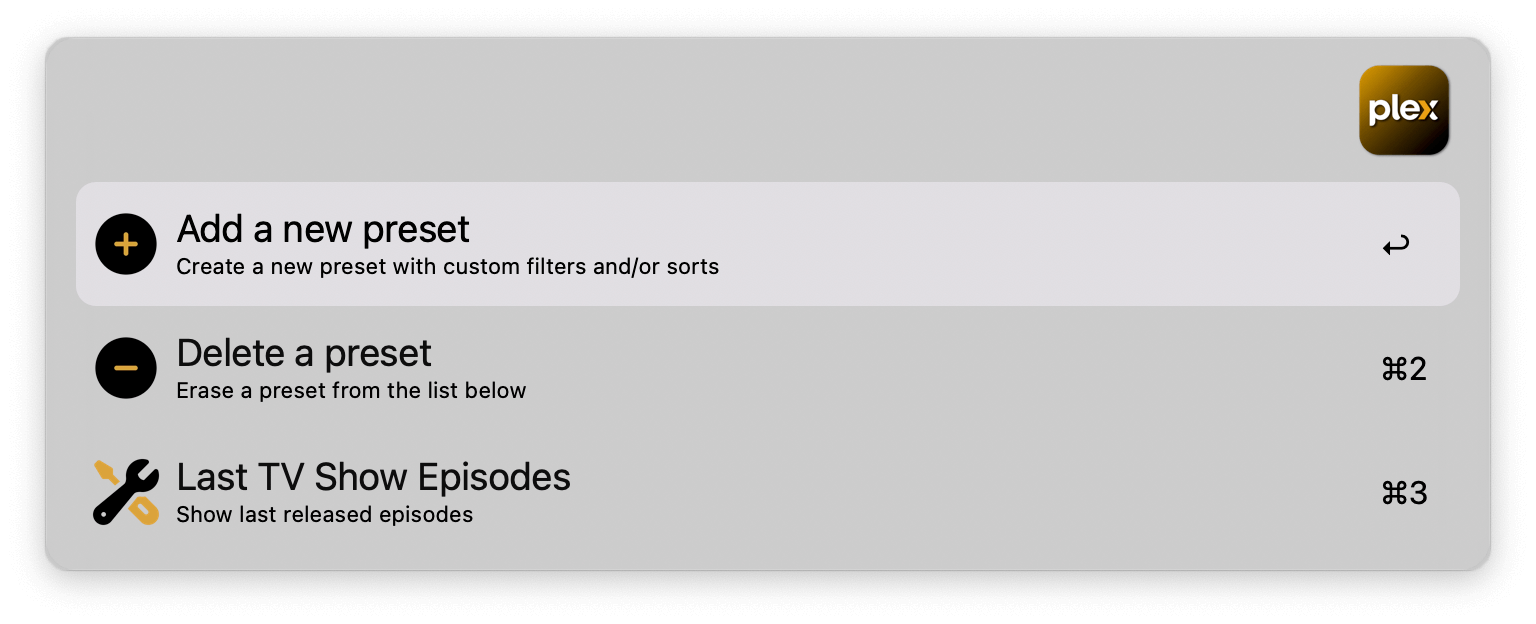 plex
Add a new preset
Create a new preset with custom filters and/or sorts
↩
Delete a preset
Erase a preset from the list below
⌘2
Last TV Show Episodes
Show last released episodes
⌘3